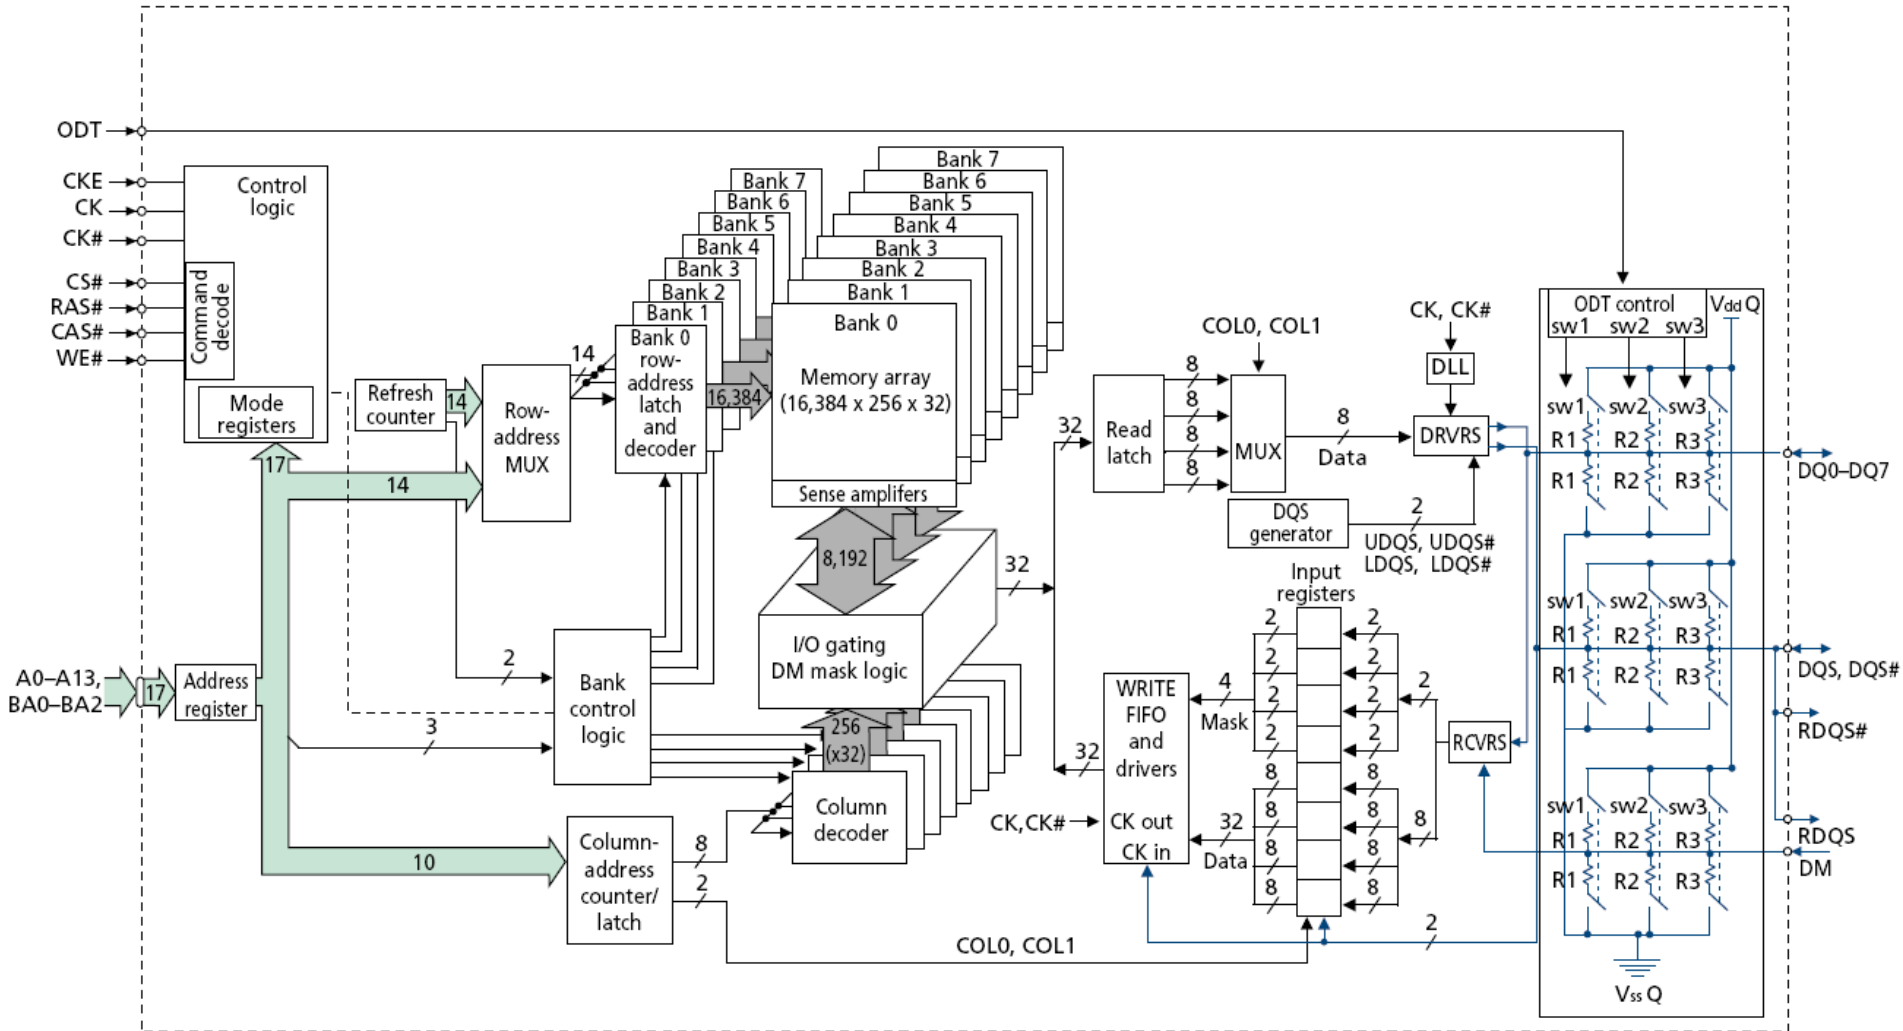 ODT
CKE
CK
CK#
CS#
RAS#
CAS#
WE#
Control
logic
Command
decode
Mode
registers
17
14
10
3
2
A0–A13,
BA0–BA2
17
Address
register
Refresh
counter
14
Row-
address
MUX
14
Bank 7
Bank 6
Bank 5
Bank 4
Bank 3
Bank 2
Bank 1
Bank 0
row-
address
latch
and
decoder
16,384
Bank 7
Bank 6
Bank 5
Bank 4
Bank 3
Bank 2
Bank 1
Bank 0
Memory array
(16,384 x 256 x 32)
Sense amplifers
8,192
I/O gating
DM mask logic
256
(x32)
Bank
control
logic
Column
decoder
Column-
address
counter/
latch
8
2
COL0, COL1
32
32
32
Read
latch
8
8
8
8
COL0, COL1
MUX
8
Data
CK, CK#
DLL
DRVRS
DQS
generator
2
UDQS, UDQS#
LDQS, LDQS#
Input
registers
2
2
2
2
8
8
8
8
2
2
2
2
8
8
8
8
4
Mask
32
Data
WRITE
FIFO
and
drivers
CK out
CK in
CK,CK#
2
8
RCVRS
2
ODT control
sw1 sw2 sw3
Vdd Q
sw1 sw2 sw3
R1 R2 R3
R1 R2 R3
sw1 sw2 sw3
R1 R2 R3
R1 R2 R3
sw1 sw2 sw3
R1 R2 R3
R1 R2 R3
Vss Q
DQ0–DQ7
DQS, DQS#
RDQS#
RDQS
DM